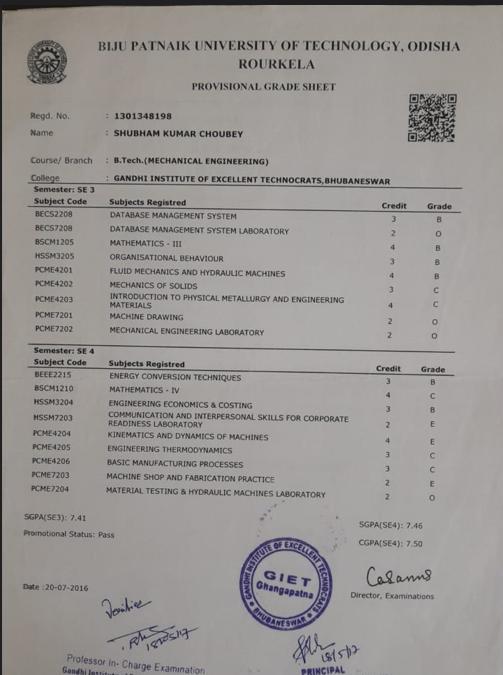 BIJU PATNAIK UNIVERSITY OF TECHNOLOGY, ODISHA
ROURKELA
PROVISIONAL GRADE SHEET
Regd. No. : 1301348198
Name : SHUBHAM KUMAR CHOUBEY
Course/ Branch : B.Tech.(MECHANICAL ENGINEERING)
College : GANDHI INSTITUTE OF EXCELLENT TECHNOCRATS,BHUBANESWAR
Semester: SE 3
Subject Code Subjects Registred Credit Grade
BECS2208 DATABASE MANAGEMENT SYSTEM 3 B
BECS7208 DATABASE MANAGEMENT SYSTEM LABORATORY 2 O
BSCM1205 MATHEMATICS - III 4 B
HSSM3205 ORGANISATIONAL BEHAVIOUR 3 B
PCME4201 FLUID MECHANICS AND HYDRAULIC MACHINES 4 B
PCME4202 MECHANICS OF SOLIDS 3 C
PCME4203 INTRODUCTION TO PHYSICAL METALLURGY AND ENGINEERING
MATERIALS 4 C
PCME7201 MACHINE DRAWING 2 O
PCME7202 MECHANICAL ENGINEERING LABORATORY 2 O
Semester: SE 4
Subject Code Subjects Registred Credit Grade
BEEE2215 ENERGY CONVERSION TECHNIQUES 3 B
BSCM1210 MATHEMATICS - IV 4 C
HSSM3204 ENGINEERING ECONOMICS & COSTING 3 B
HSSM7203 COMMUNICATION AND INTERPERSONAL SKILLS FOR CORPORATE
READINESS LABORATORY 2 E
PCME4204 KINEMATICS AND DYNAMICS OF MACHINES 4 E
PCME4205 ENGINEERING THERMODYNAMICS 3 C
PCME4206 BASIC MANUFACTURING PROCESSES 3 C
PCME7203 MACHINE SHOP AND FABRICATION PRACTICE 2 E
PCME7204 MATERIAL TESTING & HYDRAULIC MACHINES LABORATORY 2 O
SGPA(SE3): 7.41 SGPA(SE4): 7.46
Promotional Status: Pass CGPA(SE4): 7.50
GANDHI INSTITUTE OF EXCELLENT TECHNOCRATS
GIET
Ghangapatna
BHUBANESWAR
Date :20-07-2016 Director, Examinations
18/5/17
Professor In- Charge Examination PRINCIPAL